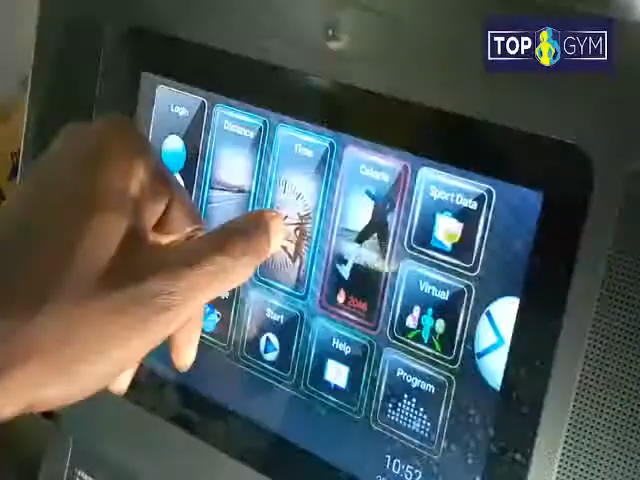 TOP GYM
Login
Distance
Time
Calorie
Sport Data
Virtual
Start
Help
Program
10:52